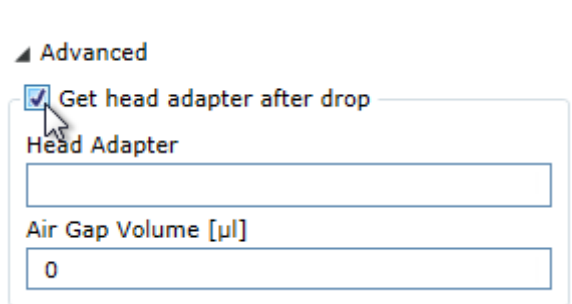 Advanced
Get head adapter after drop
Head Adapter
Air Gap Volume [µl]
0